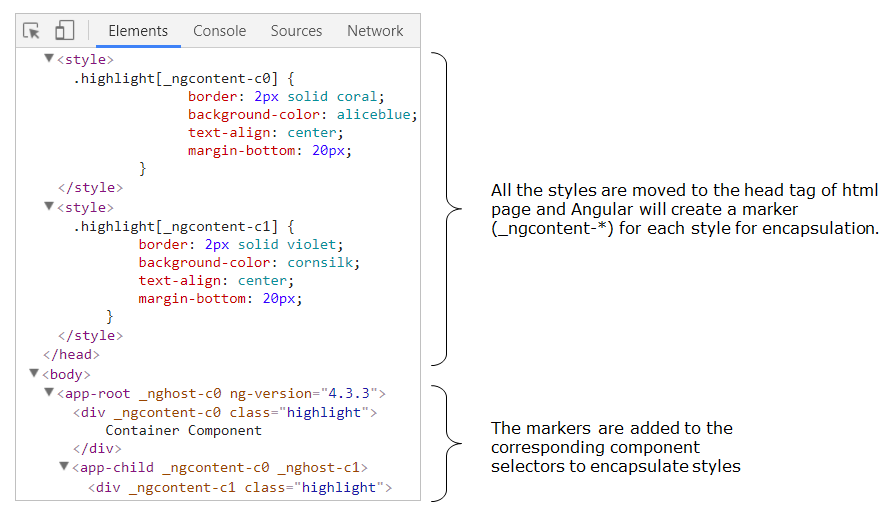 Elements Console Sources Network
<style>
.highlight[_ngcontent-c0] {
border: 2px solid coral;
background-color: aliceblue;
text-align: center;
margin-bottom: 20px;
}
</style>
<style>
.highlight[_ngcontent-c1] {
border: 2px solid violet;
background-color: cornsilk;
text-align: center;
margin-bottom: 20px;
}
</style>
</head>
<body>
<app-root _nghost-c0 ng-version="4.3.3">
<div _ngcontent-c0 class="highlight">
Container Component
</div>
<app-child _ngcontent-c0 _nghost-c1>
<div _ngcontent-c1 class="highlight">
All the styles are moved to the head tag of html
page and Angular will create a marker
(_ngcontent-*) for each style for encapsulation.
The markers are added to the
corresponding component
selectors to encapsulate styles